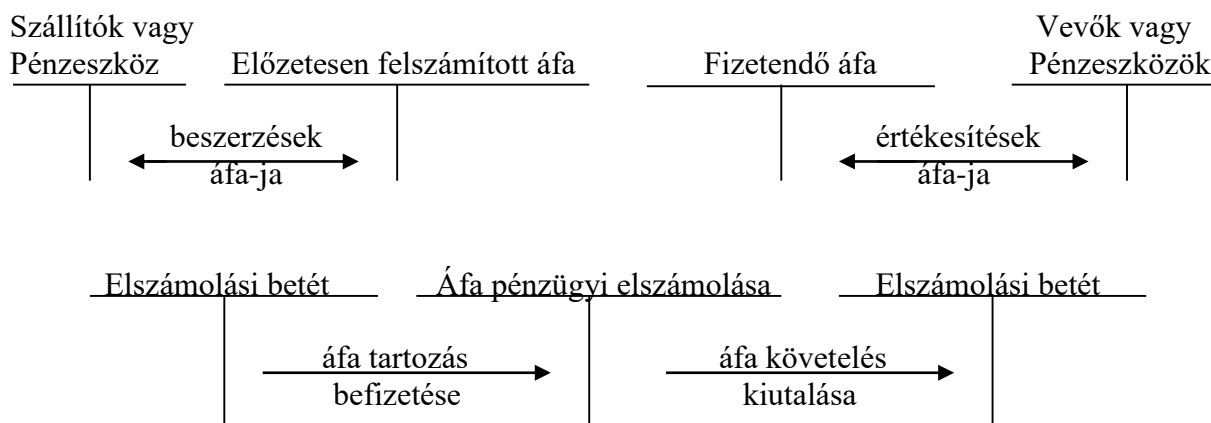 Szállítók vagy
Pénzeszköz
Előzetesen felszámított áfa
Fizetendő áfa
Vevők vagy
Pénzeszközök
beszerzések
áfa-ja
értékesítések
áfa-ja
Elszámolási betét
Áfa pénzügyi elszámolása
Elszámolási betét
áfa tartozás
befizetése
áfa követelés
kiutalása